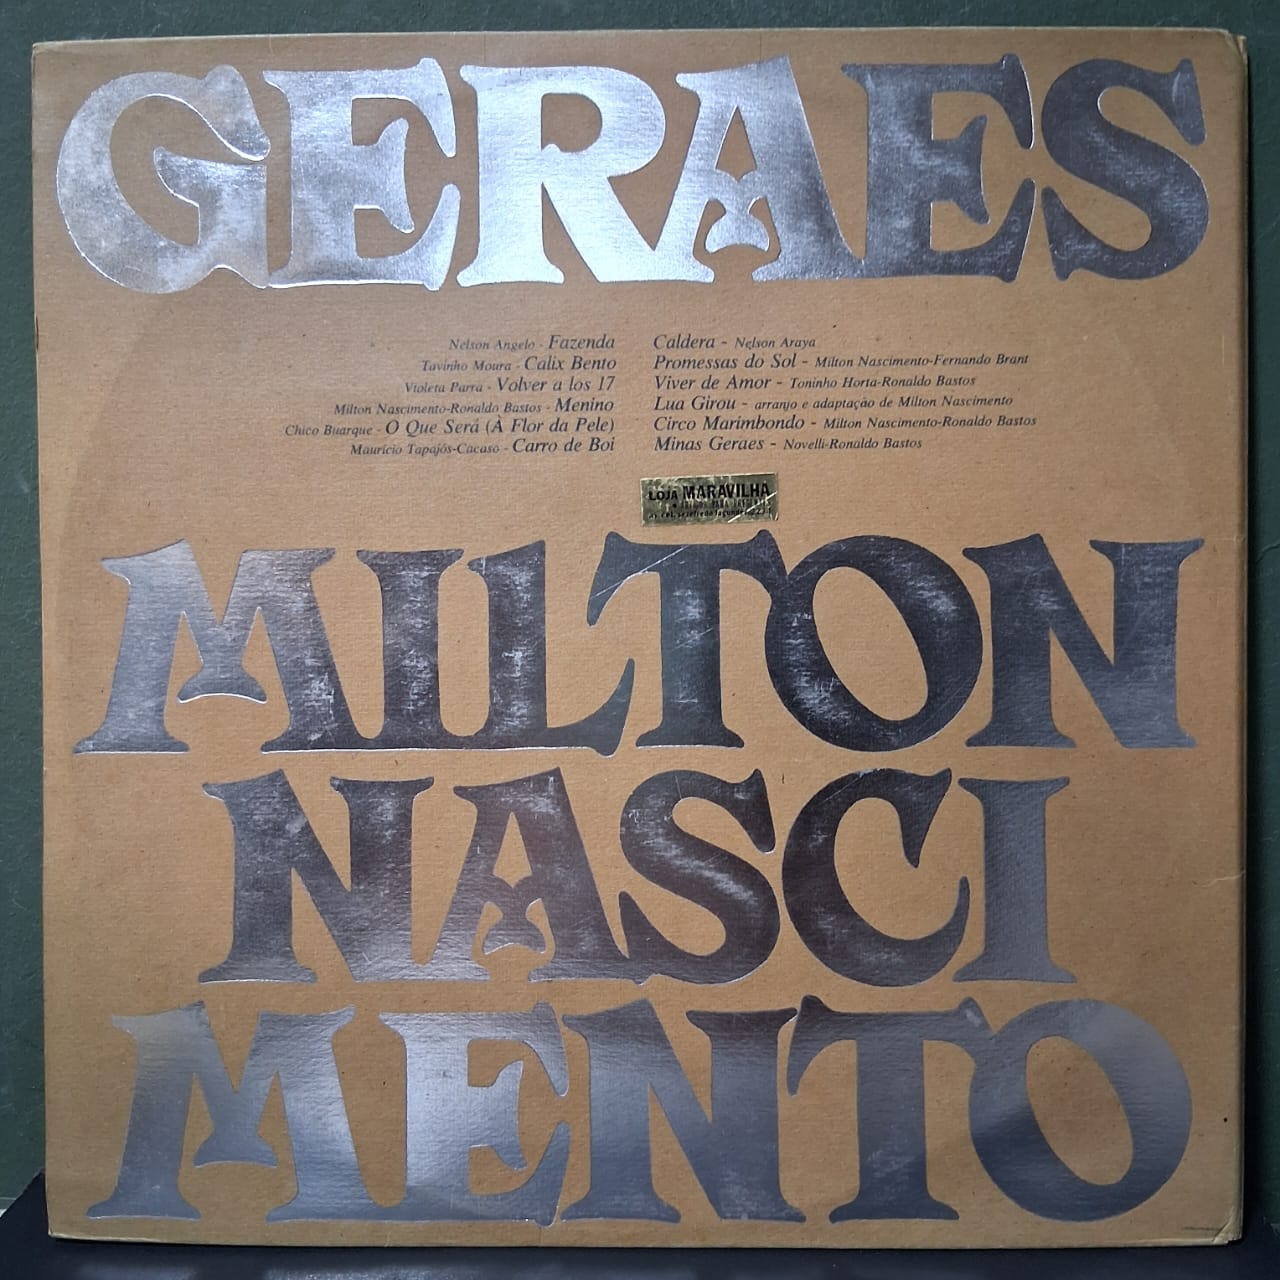 GERAES
Nelson Angelo - Fazenda
Tavinho Moura - Calix Bento
Violeta Parra - Volver a los 17
Milton Nascimento-Ronaldo Bastos - Menino
Chico Buarque - O Que Será (À Flor da Pele)
Maurício Tapajós-Cacaso - Carro de Boi
Caldera - Nelson Araya
Promessas do Sol - Milton Nascimento-Fernando Brant
Viver de Amor - Toninho Horta-Ronaldo Bastos
Lua Girou - arranjo e adaptação de Milton Nascimento
Circo Marimbondo - Milton Nascimento-Ronaldo Bastos
Minas Geraes - Novelli-Ronaldo Bastos
LOJA MARAVILHA
PARA
MILTON
NASCI
MENTO